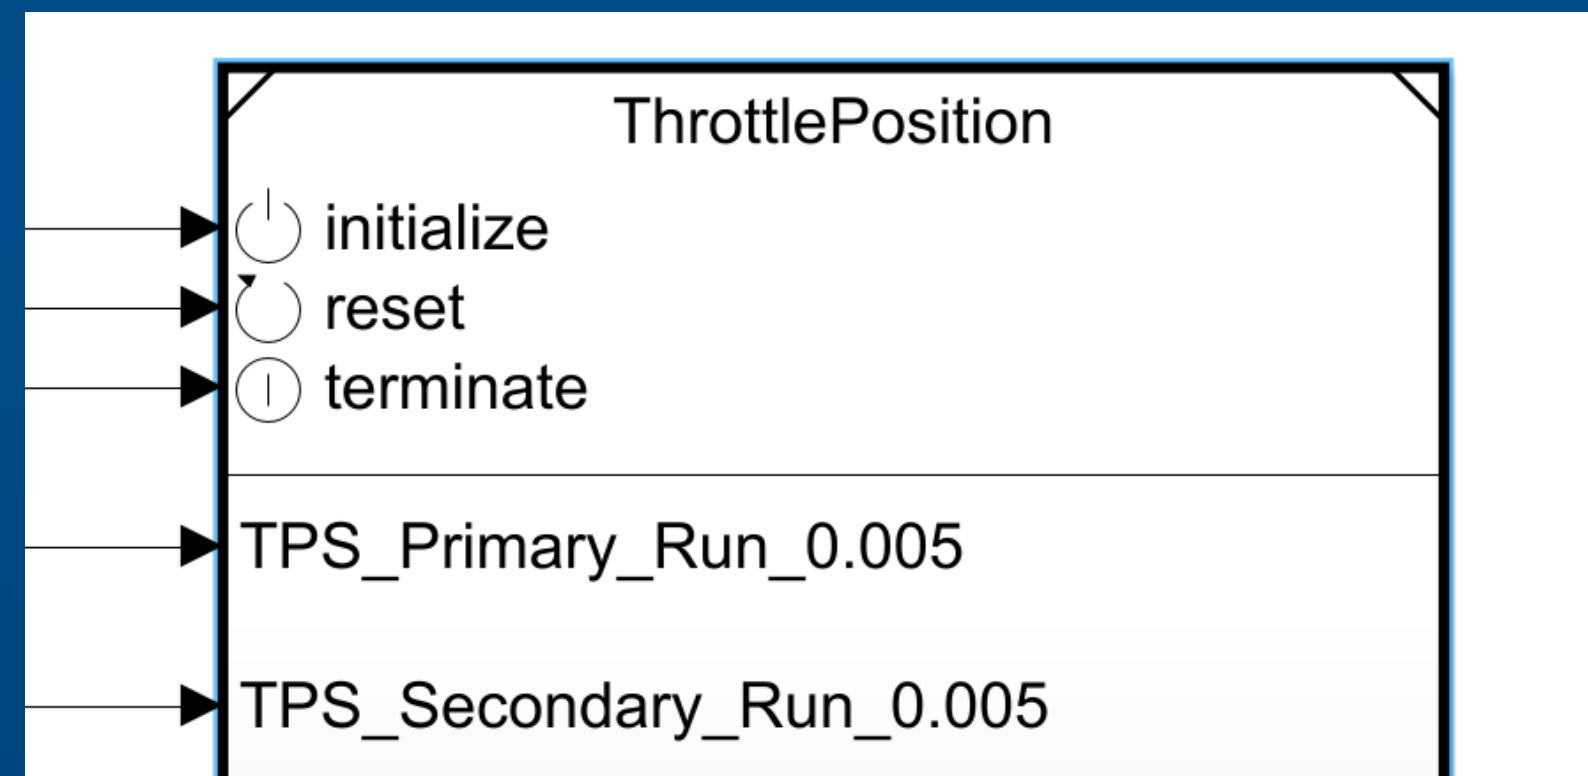 ThrottlePosition
initialize
reset
terminate
TPS_Primary_Run_0.005
TPS_Secondary_Run_0.005